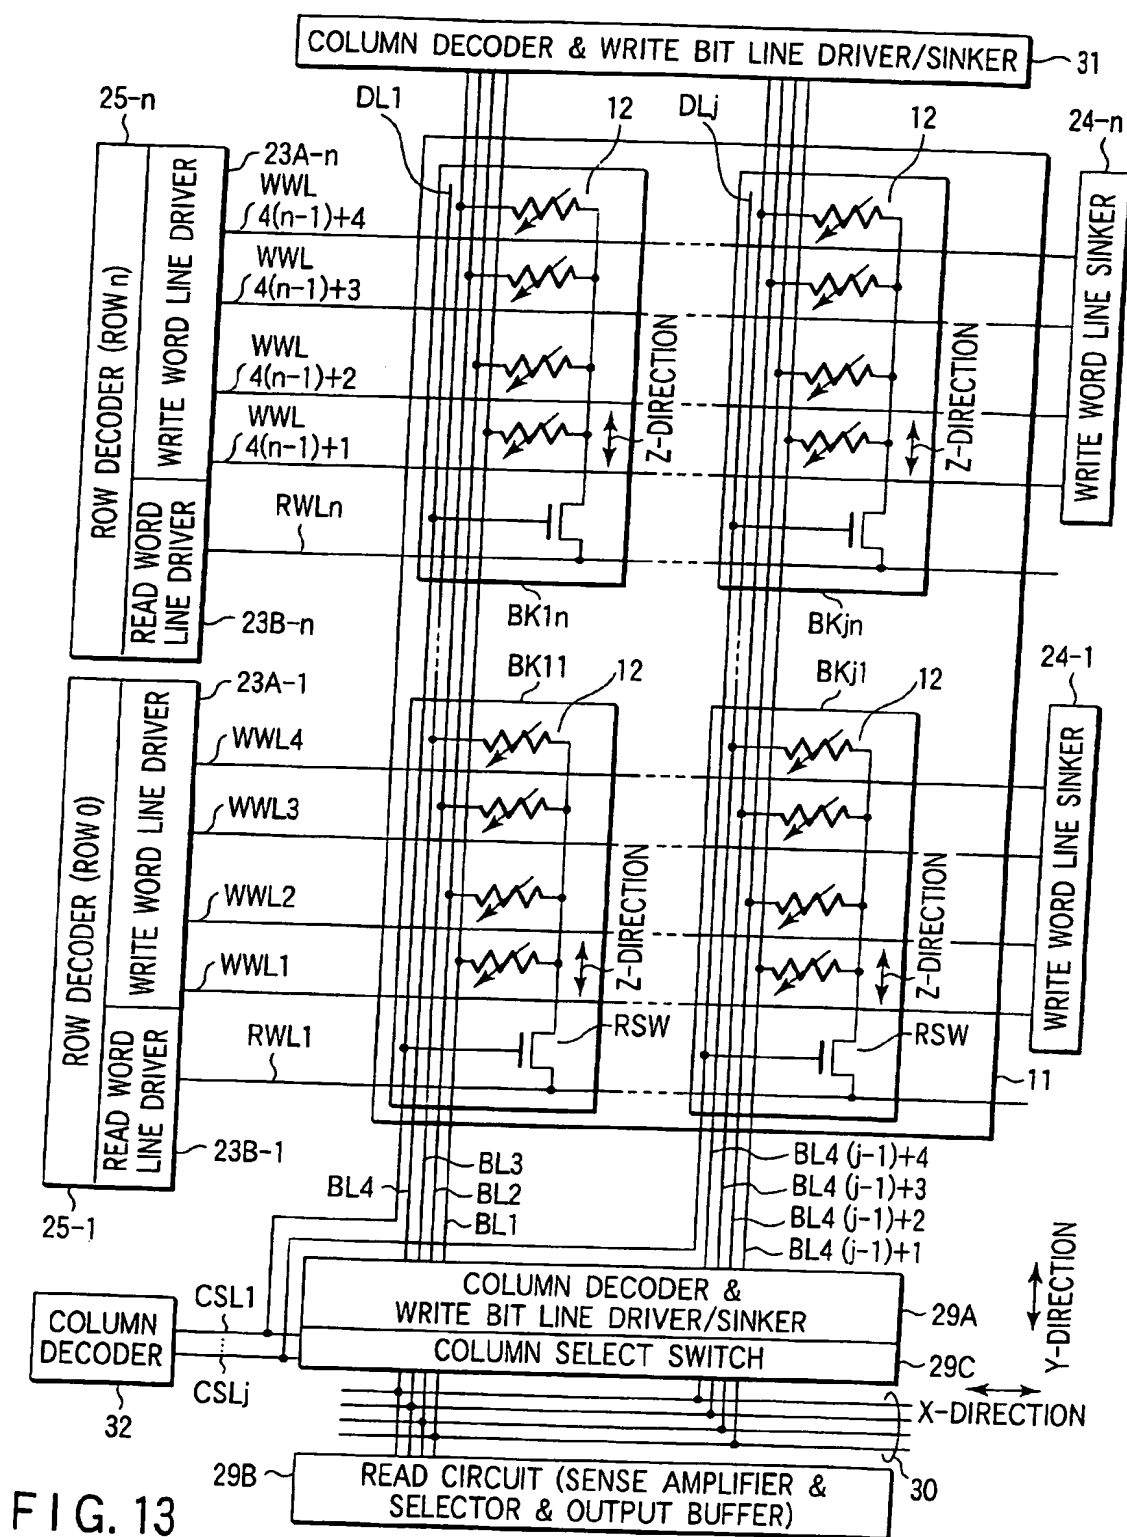 COLUMN DECODER & WRITE BIT LINE DRIVER/SINKER
31
25-n
DL1
12
DLj
12
24-n
23A-n
ROW DECODER (ROW n)
WRITE WORD LINE DRIVER
READ WORD
LINE DRIVER
WWL
4(n-1)+4
WWL
4(n-1)+3
WWL
4(n-1)+2
WWL
4(n-1)+1
RWLn
23B-n
Z-DIRECTION
Z-DIRECTION
WRITE WORD LINE SINKER
BK1n
BKjn
23A-1
BK11
12
BKj1
12
24-1
ROW DECODER (ROW 0)
WRITE WORD LINE DRIVER
READ WORD
LINE DRIVER
WWL4
WWL3
WWL2
WWL1
RWL1
Z-DIRECTION
Z-DIRECTION
WRITE WORD LINE SINKER
RSW
RSW
11
23B-1
25-1
BL4
BL3
BL2
BL1
BL4 (j-1)+4
BL4 (j-1)+3
BL4 (j-1)+2
BL4 (j-1)+1
COLUMN DECODER &
WRITE BIT LINE DRIVER/SINKER
29A
COLUMN SELECT SWITCH
29C
CSL1
COLUMN
DECODER
CSLj
32
Y-DIRECTION
X-DIRECTION
30
29B
READ CIRCUIT (SENSE AMPLIFIER &
SELECTOR & OUTPUT BUFFER)
FIG. 13